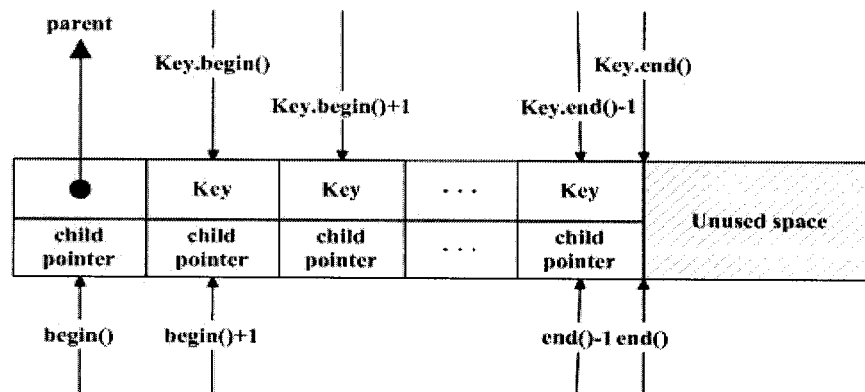 parent
Key.begin()
Key.end()
Key.begin()+1
Key.end()-1
Key
Key
. . .
Key
Unused space
child
pointer
child
pointer
child
pointer
. . .
child
pointer
begin()
begin()+1
end()-1
end()